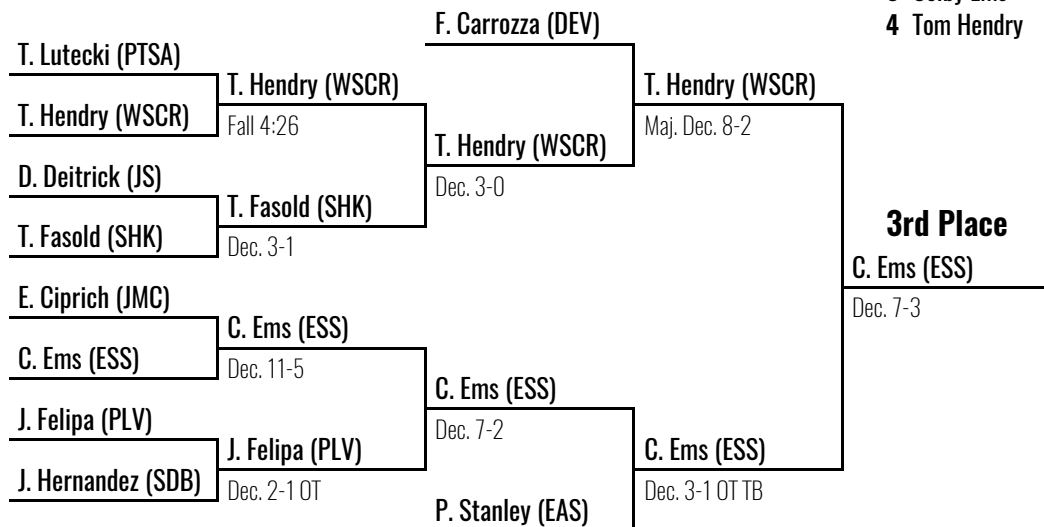 4 Tom Hendry
F. Carrozza (DEV)
T. Lutecki (PTSA)
T. Hendry (WSCR)
T. Hendry (WSCR)
T. Hendry (WSCR)
Fall 4:26
Maj. Dec. 8-2
T. Hendry (WSCR)
D. Deitrick (JS)
Dec. 3-0
T. Fasold (SHK)
T. Fasold (SHK)
Dec. 3-1
3rd Place
C. Ems (ESS)
E. Ciprich (JMC)
Dec. 7-3
C. Ems (ESS)
C. Ems (ESS)
Dec. 11-5
C. Ems (ESS)
J. Felipa (PLV)
Dec. 7-2
J. Felipa (PLV)
C. Ems (ESS)
J. Hernandez (SDB)
Dec. 2-1 OT
Dec. 3-1 OT TB
P. Stanley (EAS)